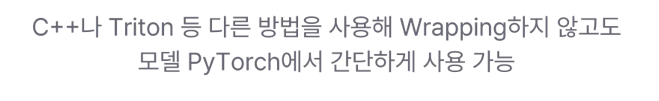 C++나 Triton 등 다른 방법을 사용해 Wrapping하지 않고도
모델 PyTorch에서 간단하게 사용 가능